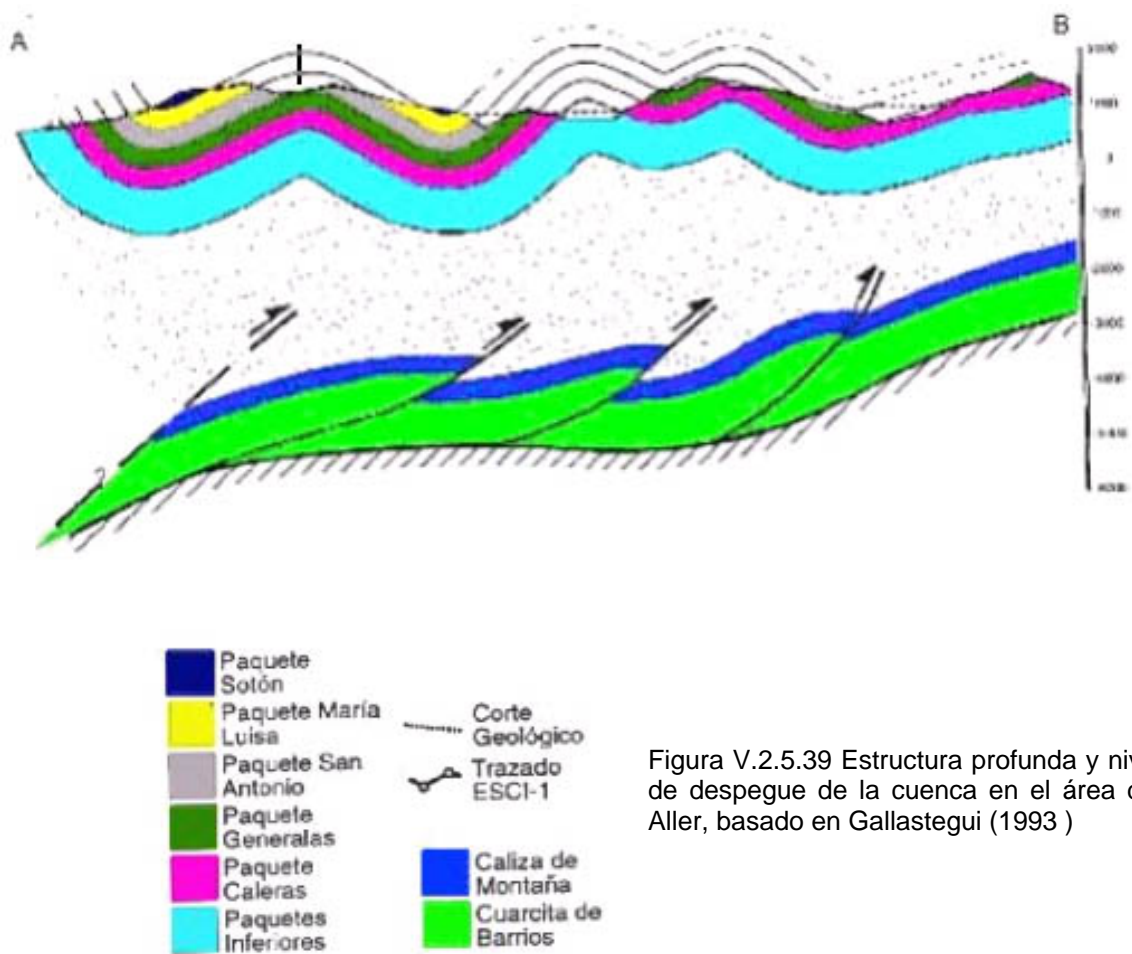 A
B
Paquete
Sotón
Paquete María
Luisa
Paquete San
Antonio
Paquete
Generalas
Paquete
Caleras
Paquetes
Inferiores
Corte
Geológico
Trazado
ESCI-1
Caliza de
Montaña
Cuarcita de
Barrios
Figura V.2.5.39 Estructura profunda y
de despegue de la cuenca en el área
Aller, basado en Gallastegui (1993 )